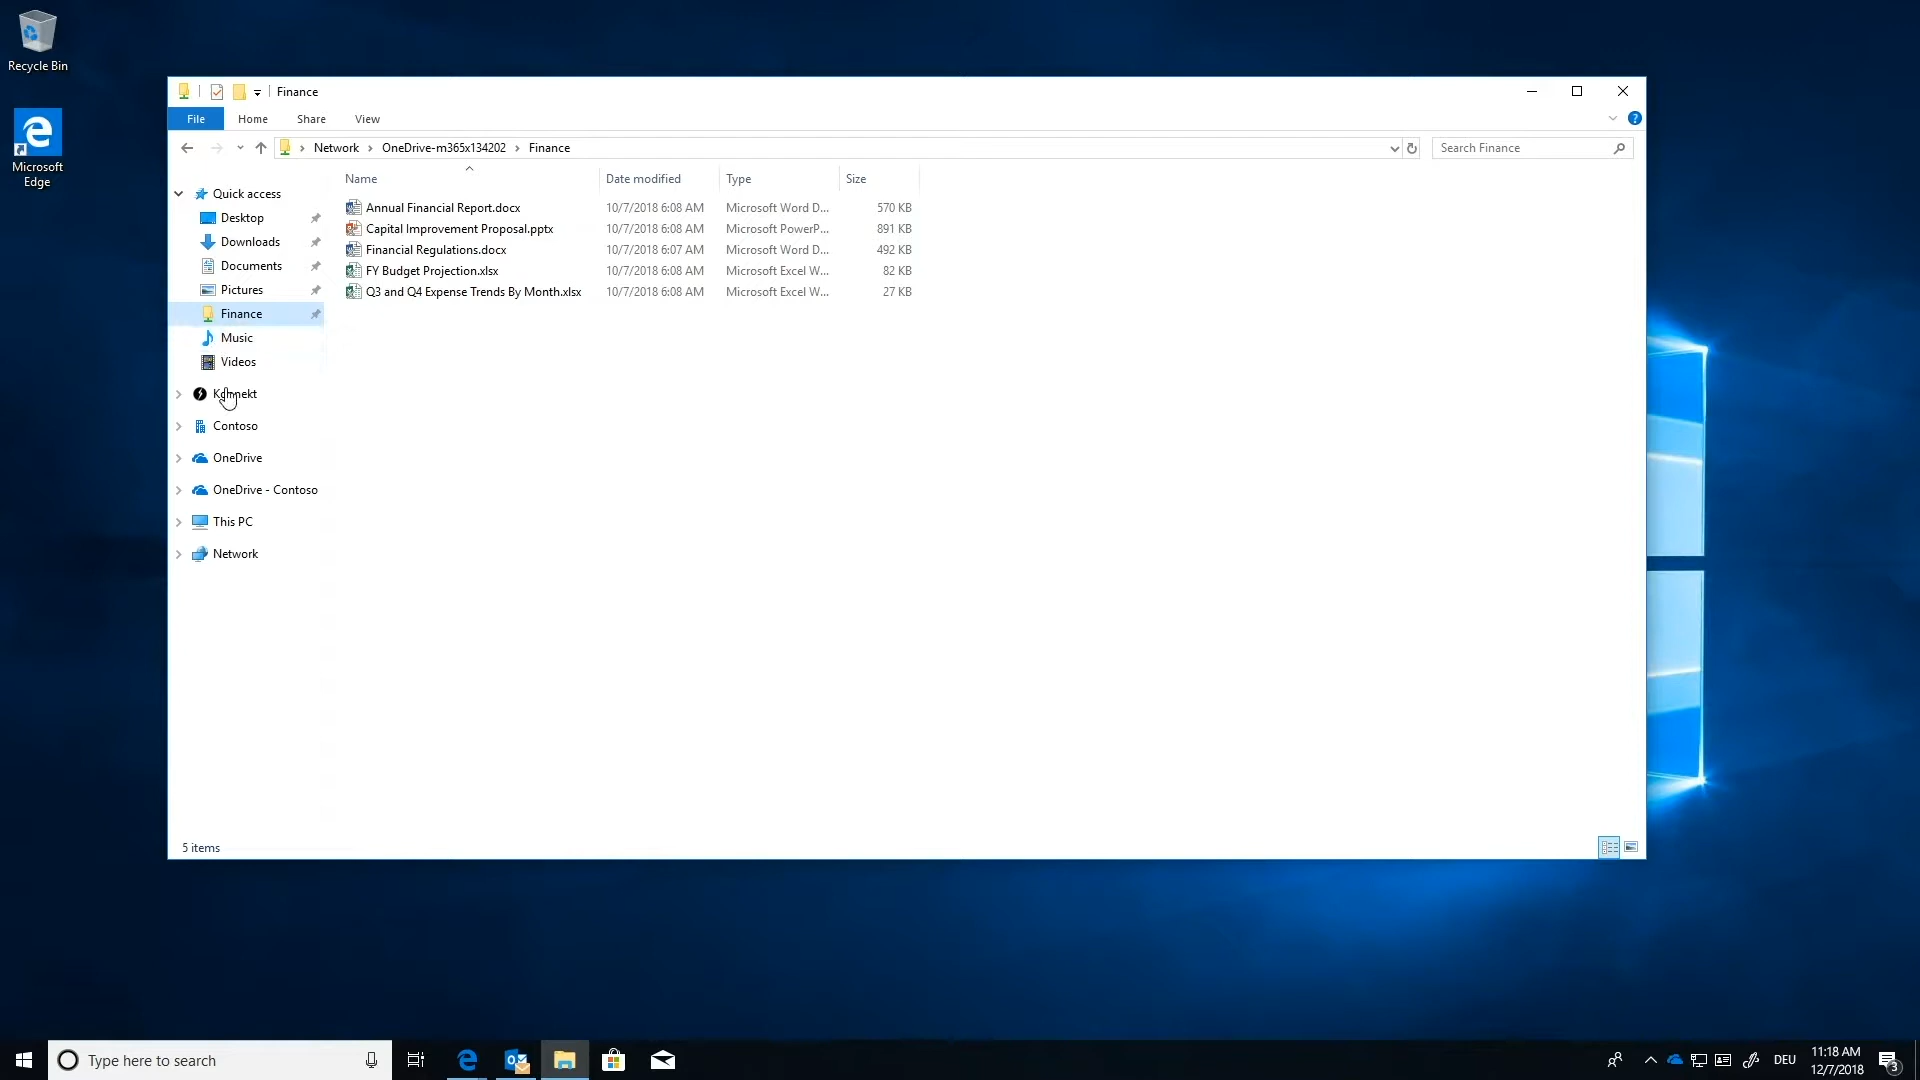 Recycle Bin
Microsoft Edge
Finance
File Home Share View
Network OneDrive-m365x134202 Finance
Search Finance
Name Date modified Type Size
Annual Financial Report.docx 10/7/2018 6:08 AM Microsoft Word D... 570 KB
Capital Improvement Proposal.pptx 10/7/2018 6:08 AM Microsoft PowerP... 891 KB
Financial Regulations.docx 10/7/2018 6:07 AM Microsoft Word D... 492 KB
FY Budget Projection.xlsx 10/7/2018 6:08 AM Microsoft Excel W... 82 KB
Q3 and Q4 Expense Trends By Month.xlsx 10/7/2018 6:08 AM Microsoft Excel W... 27 KB
Quick access
Desktop
Downloads
Documents
Pictures
Finance
Music
Videos
Konnekt
Contoso
OneDrive
OneDrive - Contoso
This PC
Network
5 items
Type here to search
DEU
11:18 AM
12/7/2018
3